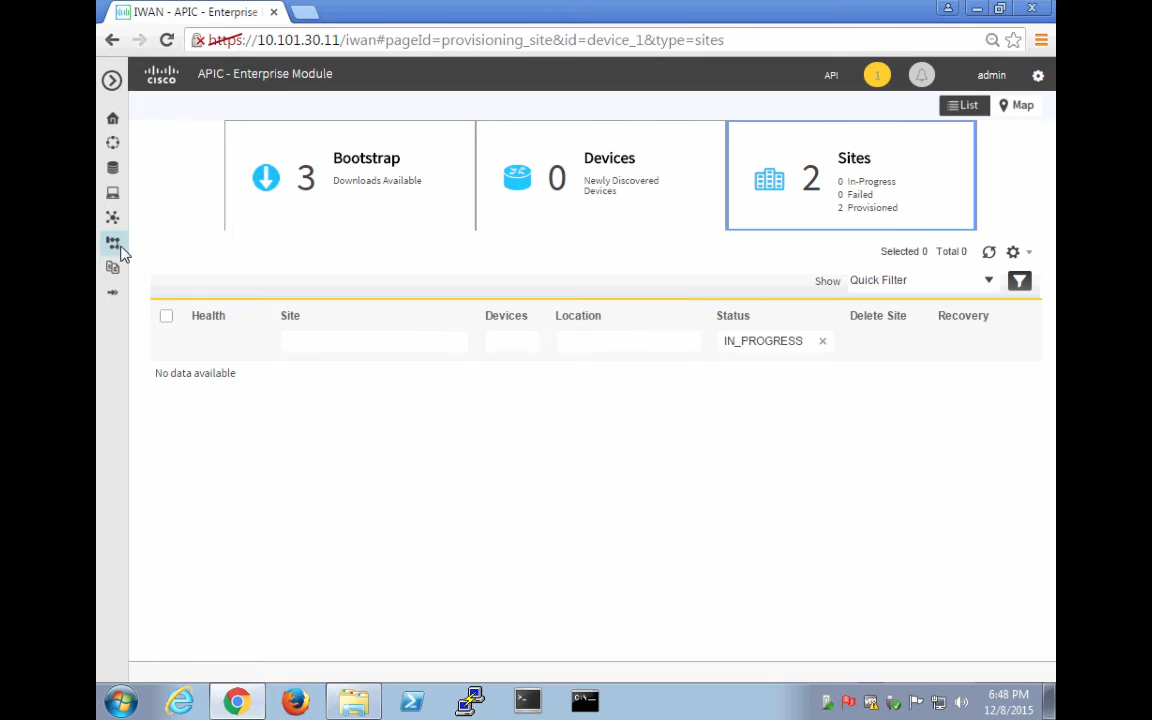 IWAN - APIC - Enterprise
https://10.101.30.11/iwan#pageId=provisioning_site&id=device_1&type=sites
CISCO
APIC - Enterprise Module
API
1
admin
List
Map
3
Bootstrap
Downloads Available
0
Devices
Newly Discovered
Devices
2
Sites
0 In-Progress
0 Failed
2 Provisioned
Selected 0 Total 0
Show Quick Filter
Health Site Devices Location Status Delete Site Recovery
IN_PROGRESS
No data available
6:48 PM
12/8/2015